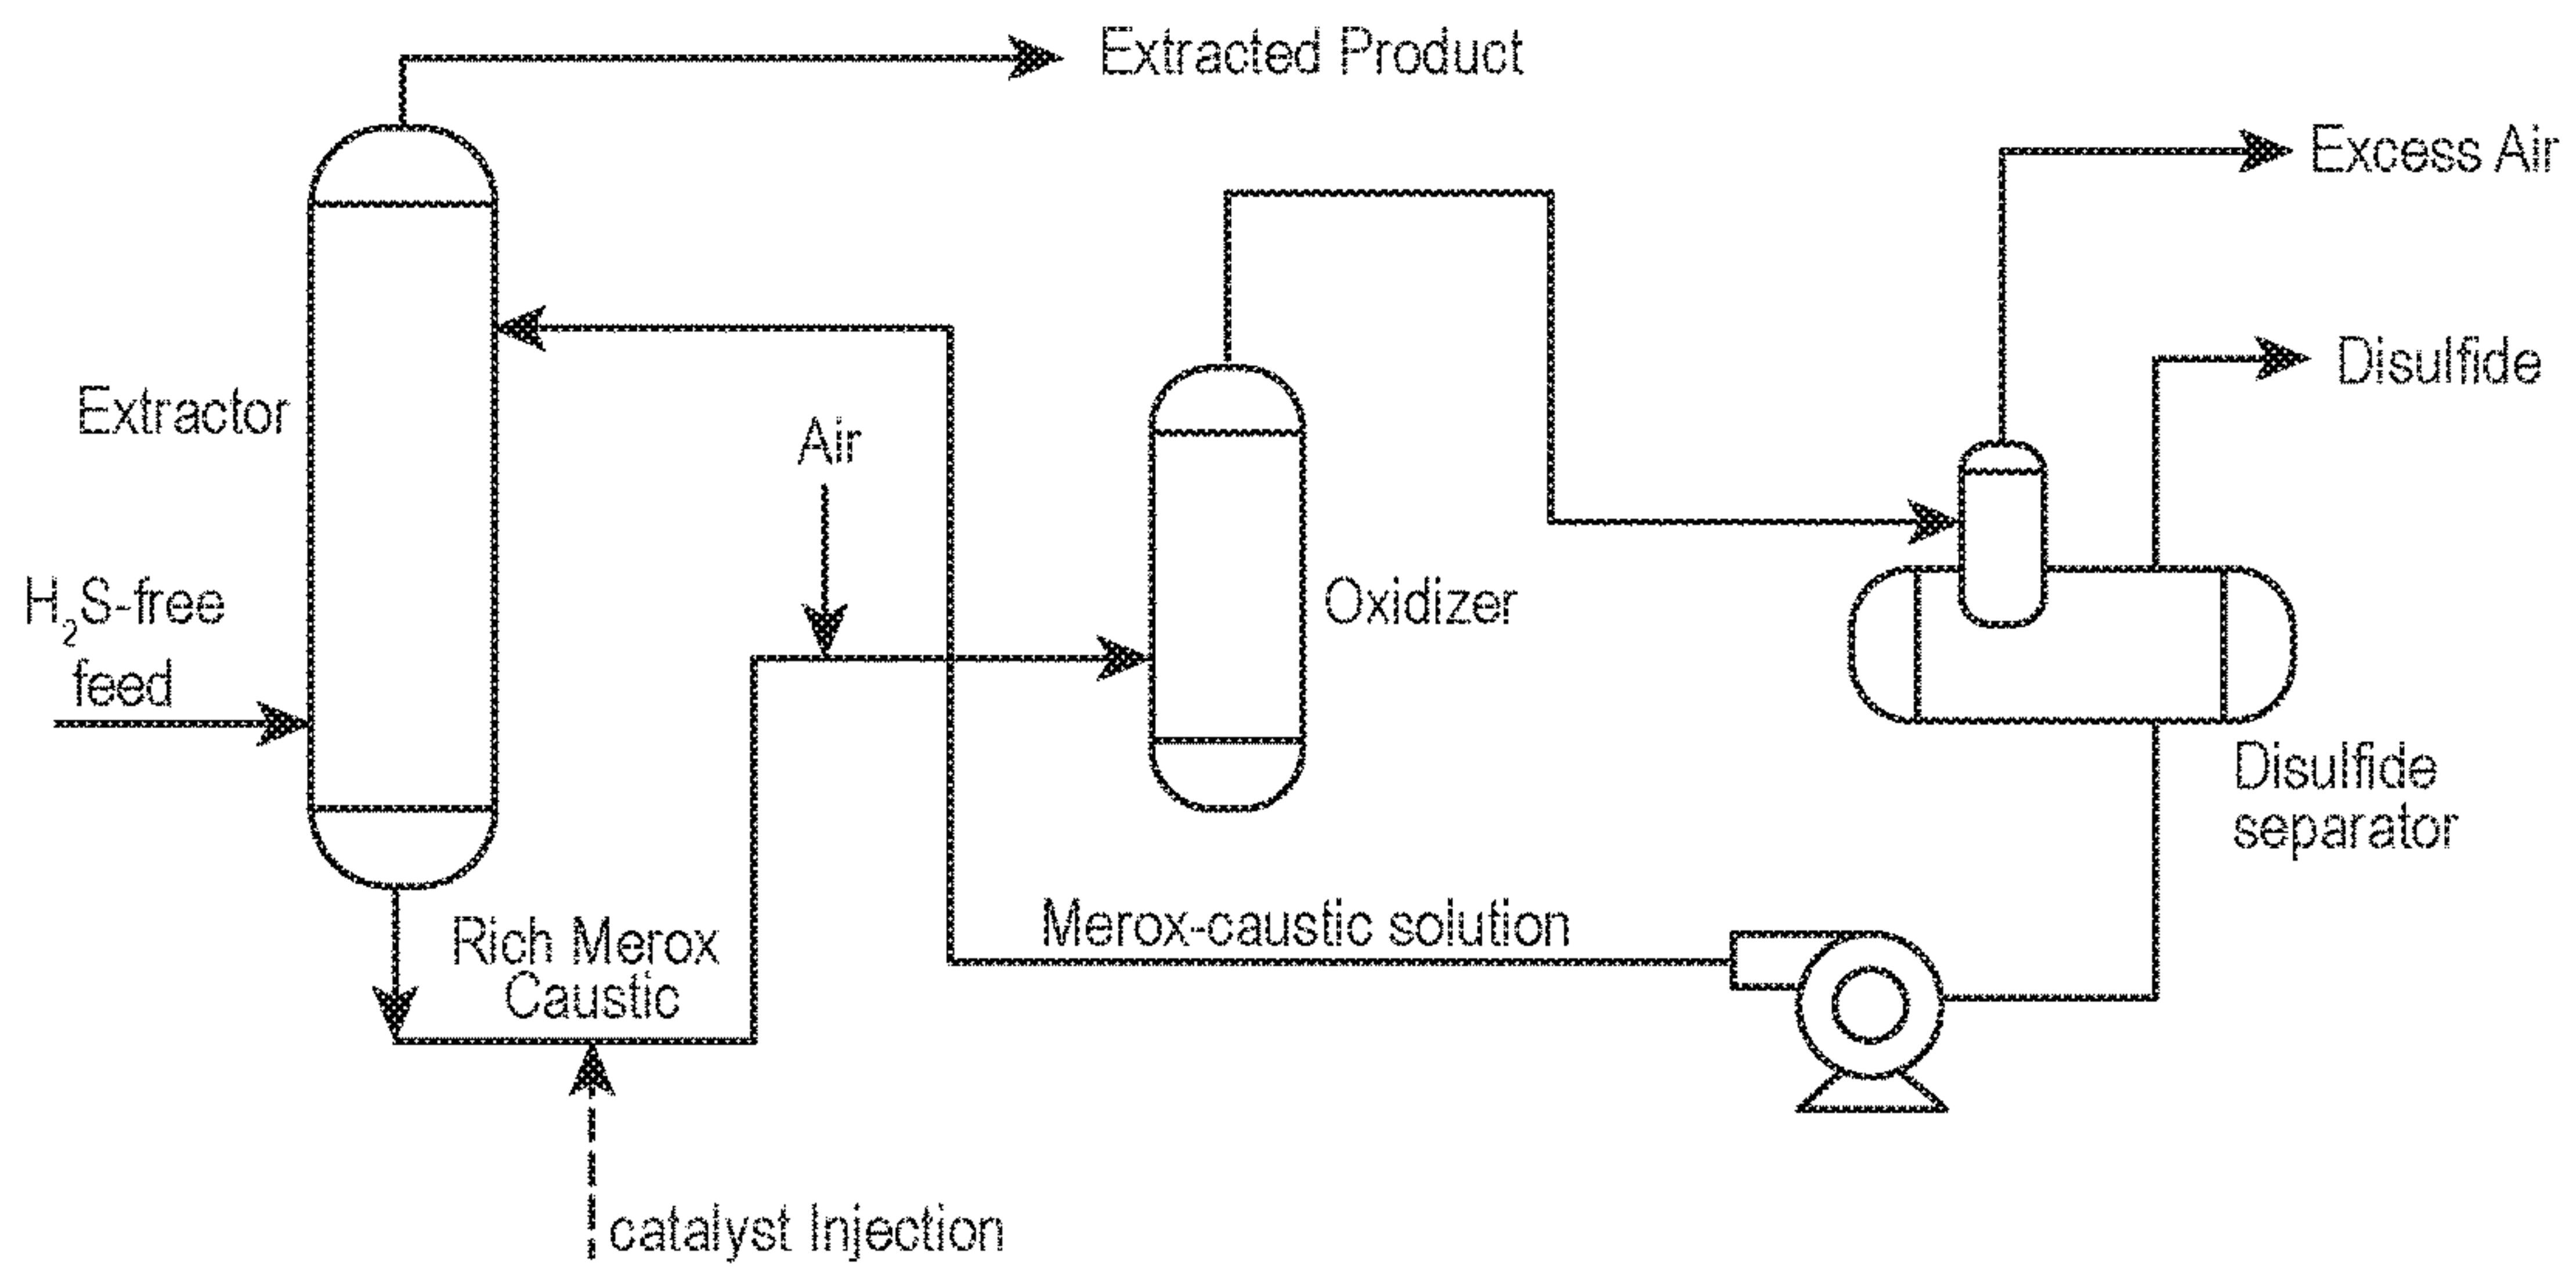 Extracted Product
Excess Air
Disulfide
Extractor
Air
H₂S-free
feed
Oxidizer
Disulfide
separator
Rich Merox
Caustic
Merox-caustic solution
catalyst Injection